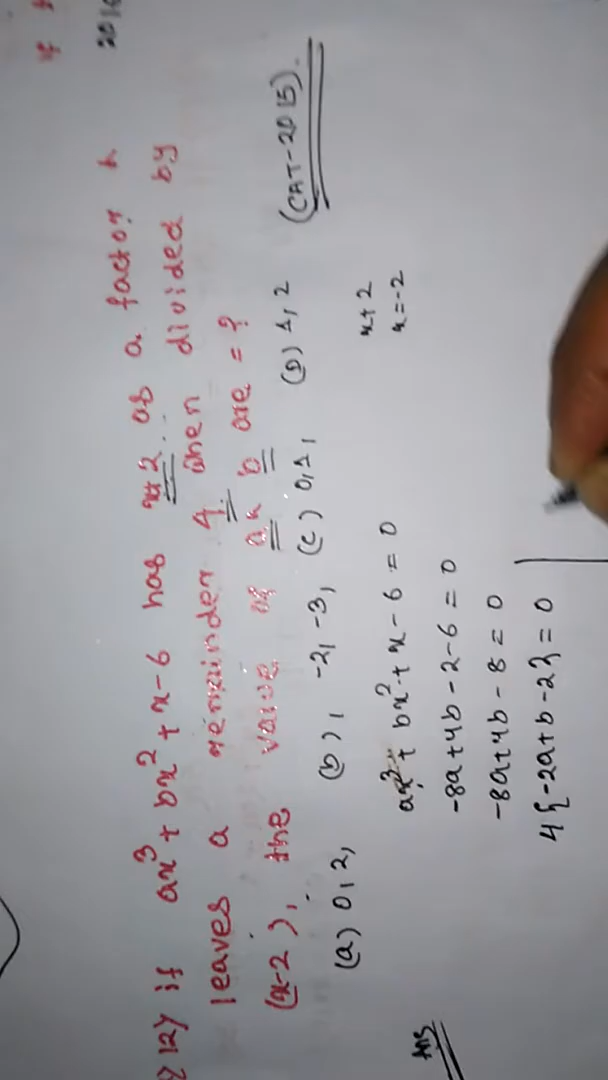 12) if ax³ + bx² + x - 6 has x+2 as a factor &
leaves a remainder 4 when divided by
(x-2), the value of a & b are = ?
(a) 0, 2, (b), -2, -3, (c) 0, 1, (D) 1, 2 (CAT-2015).
ax³ + bx² + x - 6 = 0
-8a + 4b - 2 - 6 = 0
-8a + 4b - 8 = 0
4{-2a + b - 2} = 0
x+2
x = -2
Ans